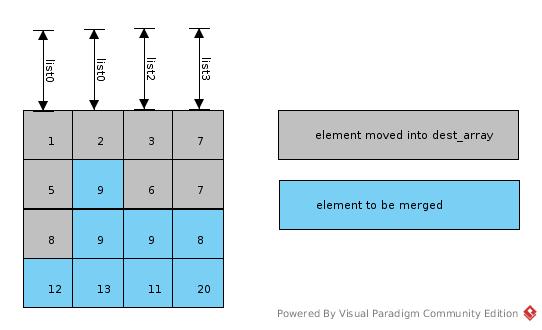 list0 list0 list2 list3
1 2 3 7
element moved into dest_array
5 9 6 7
element to be merged
8 9 9 8
12 13 11 20
Powered By Visual Paradigm Community Edition